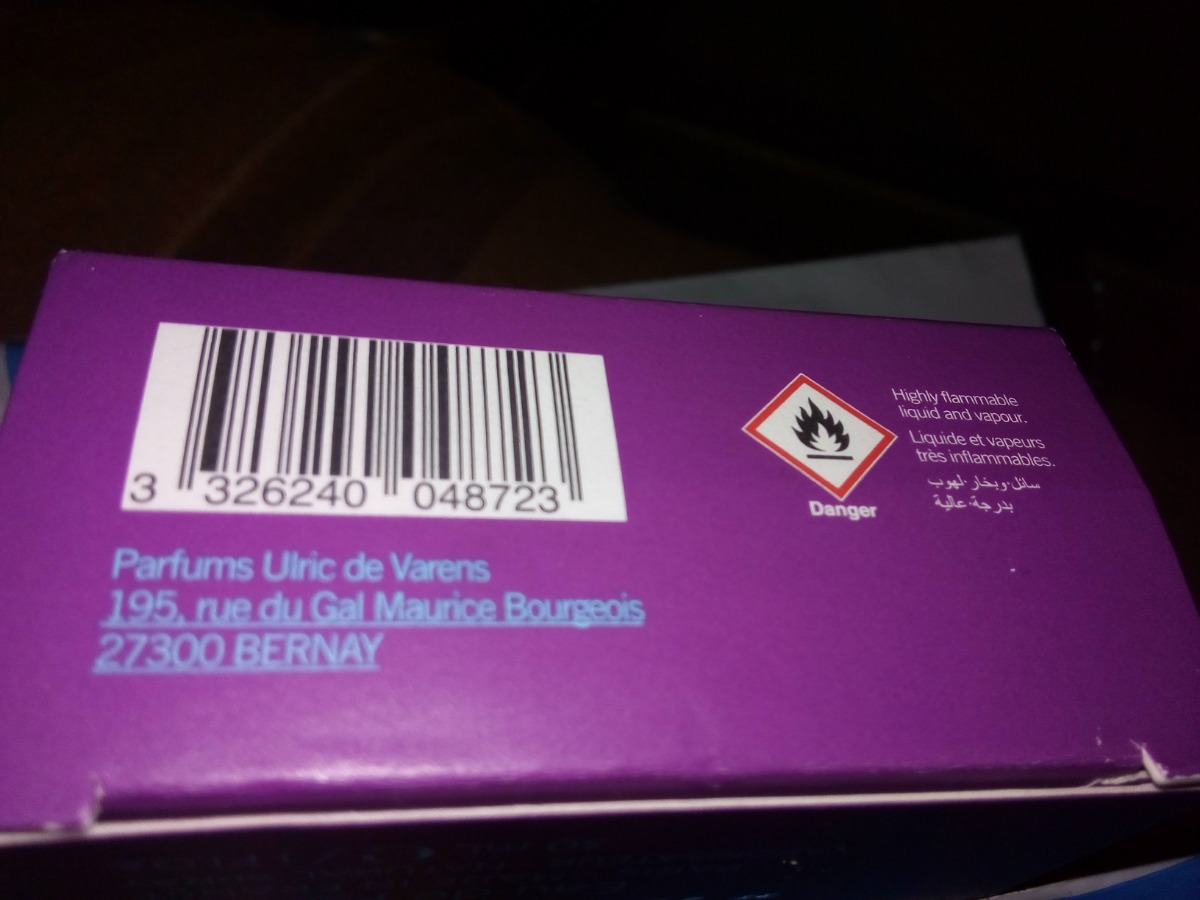 3 326240 048723
Parfums Ulric de Varens
195, rue du Gal Maurice Bourgeois
27300 BERNAY
Danger
Highly flammable
liquid and vapour.
Liquide et vapeurs
très inflammables.
سائل وبخار لهوب
بدرجة عالية